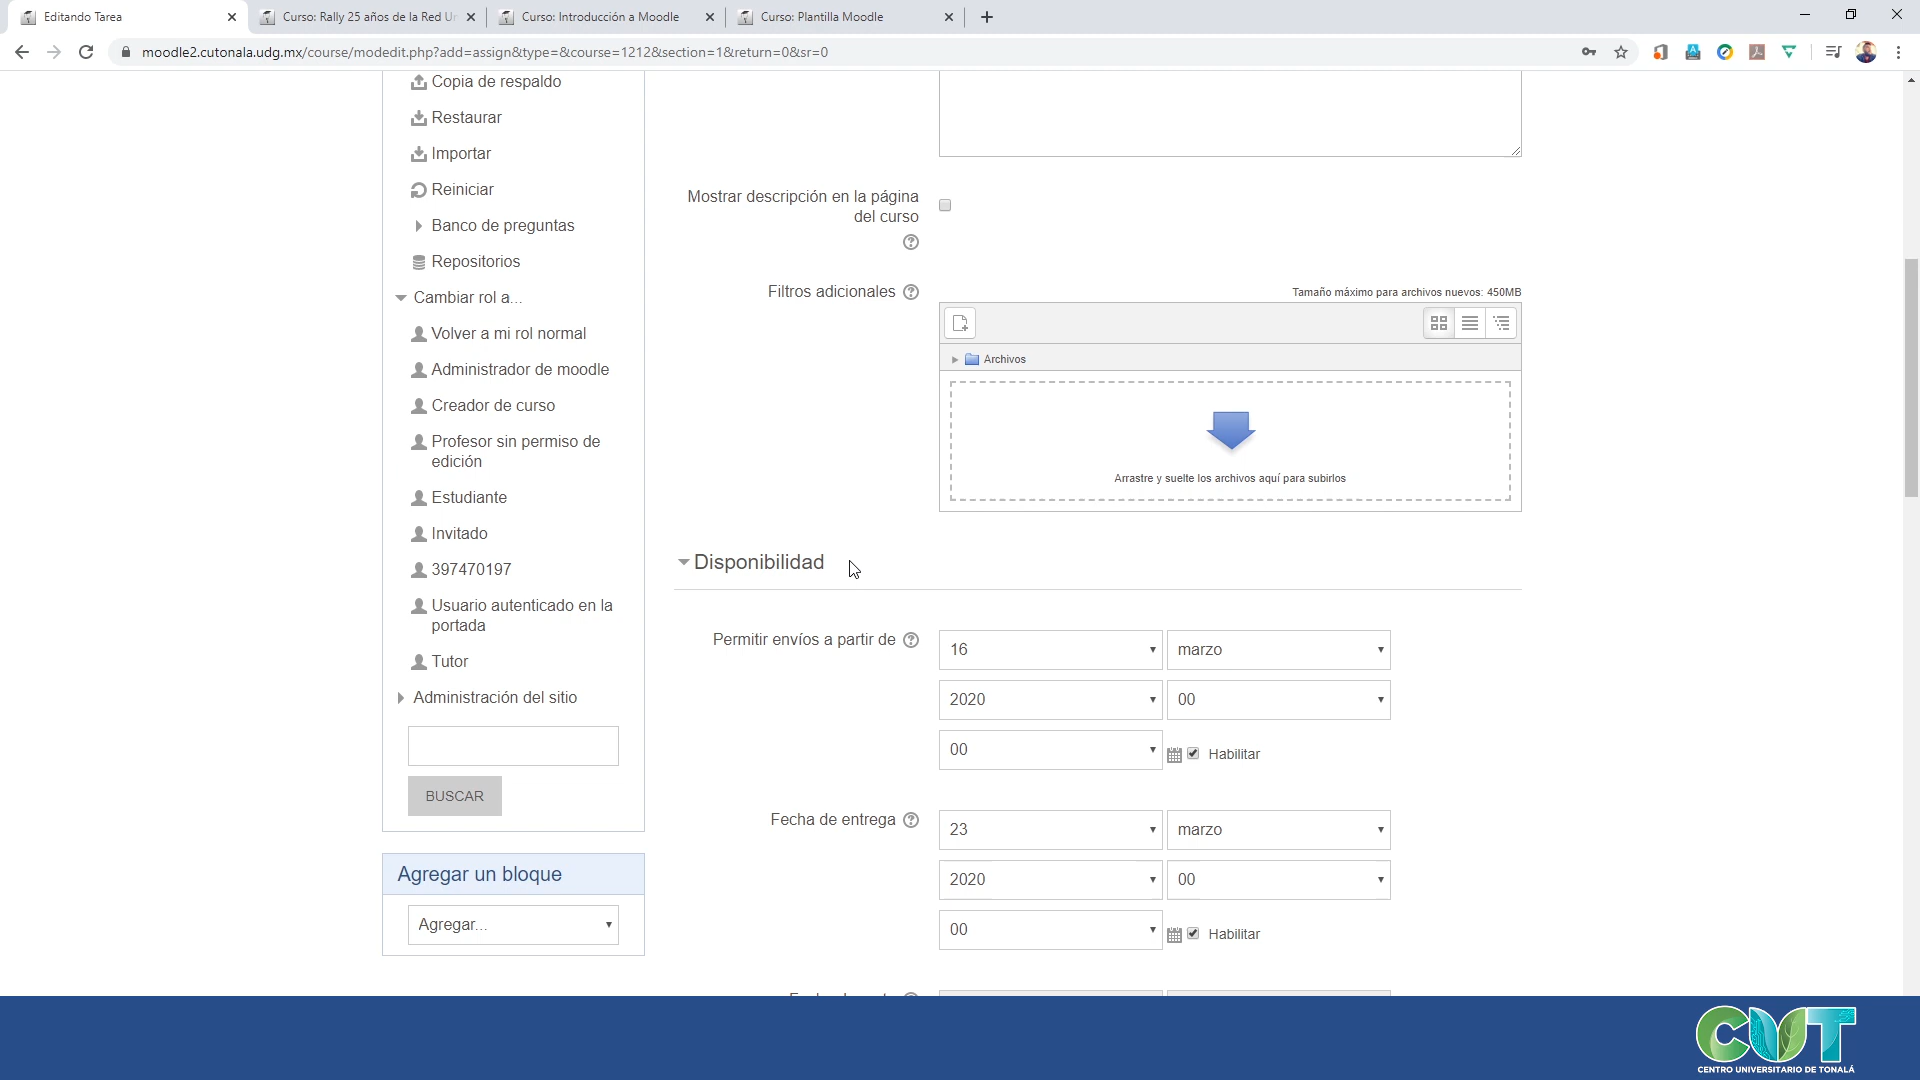 Editando Tarea
Curso: Rally 25 años de la Red Un
Curso: Introducción a Moodle
Curso: Plantilla Moodle
moodle2.cutonala.udg.mx/course/modedit.php?add=assign&type=&course=1212&section=1&return=0&sr=0
Copia de respaldo
Restaurar
Importar
Reiniciar
Banco de preguntas
Repositorios
Cambiar rol a...
Volver a mi rol normal
Administrador de moodle
Creador de curso
Profesor sin permiso de
edición
Estudiante
Invitado
397470197
Usuario autenticado en la
portada
Tutor
Administración del sitio
BUSCAR
Agregar un bloque
Agregar...
Mostrar descripción en la página
del curso
Filtros adicionales
Tamaño máximo para archivos nuevos: 450MB
Archivos
Arrastre y suelte los archivos aquí para subirlos
Disponibilidad
Permitir envíos a partir de
16
marzo
2020
00
00
Habilitar
Fecha de entrega
23
marzo
2020
00
00
Habilitar
CUT
CENTRO UNIVERSITARIO DE TONALÁ